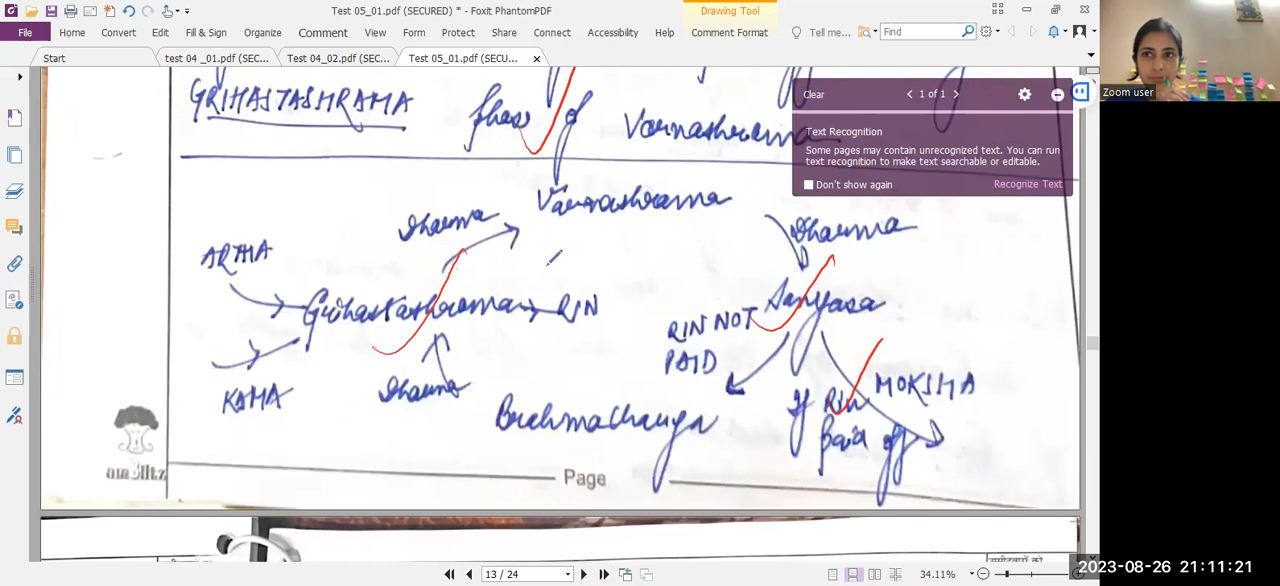 Test 05_01.pdf (SECURED) * - Foxit PhantomPDF
Drawing Tool
File Home Convert Edit Fill & Sign Organize Comment View Form Protect Share Connect Accessibility Help Comment Format Tell me... Find
Start test 04 _01.pdf (SEC... Test 04_02.pdf (SEC... Test 05_01.pdf (SECU...
Zoom user
Clear 1 of 1
Text Recognition
Some pages may contain unrecognized text. You can run
text recognition to make text searchable or editable.
Don't show again Recognize Text
GRIHASTASHRAMA
phase of Varnashrama
Varnashrama
Dharma
Dharma
ARTHA
Grihastashrama RIN
Sanyasa
RIN NOT
PAID
KAMA
Dharma
MOKSHA
Brahmacharya
If Rin
paid off
Page
उम्मीदवारों को
13 / 24
34.11%
2023-08-26 21:11:21